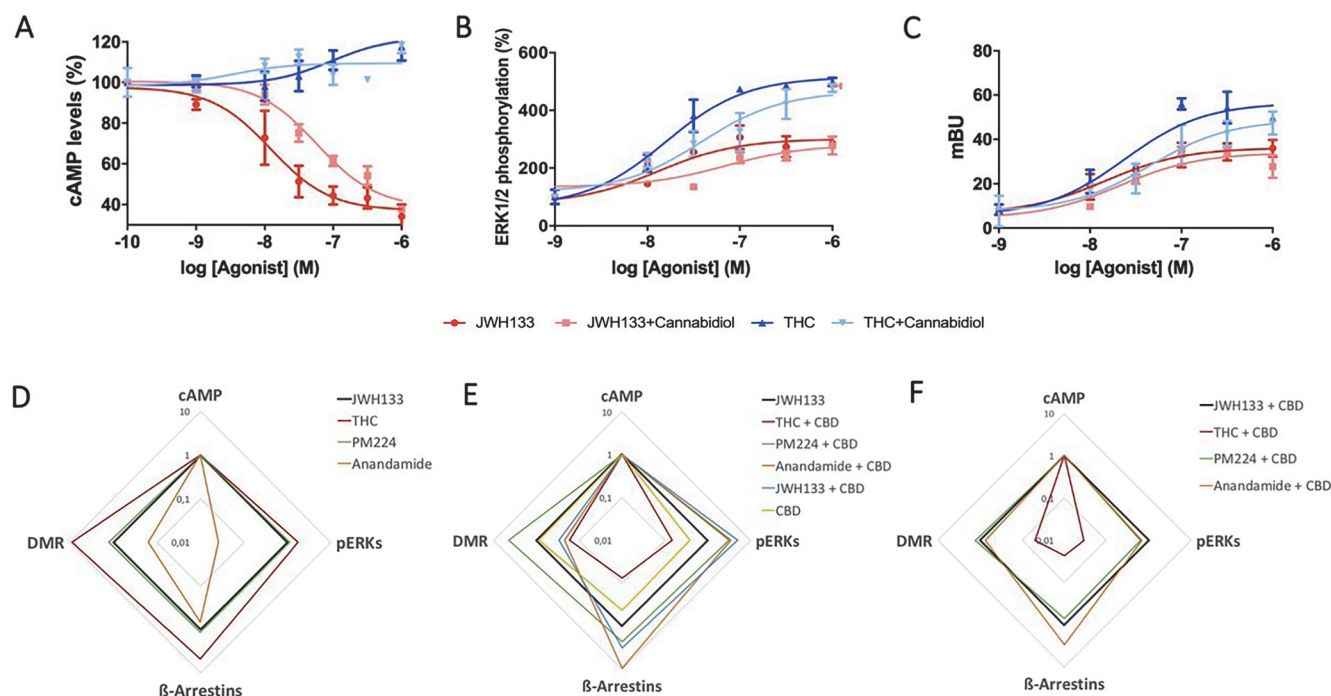 A
cAMP levels (%)
120
100
80
60
40
-10 -9 -8 -7 -6
log [Agonist] (M)
B
ERK1/2 phosphorylation (%)
600
400
200
0
-9 -8 -7 -6
log [Agonist] (M)
C
mBU
80
60
40
20
0
-9 -8 -7 -6
log [Agonist] (M)
JWH133 JWH133+Cannabidiol THC THC+Cannabidiol
D
cAMP
10
1
0,1
0,01
DMR
pERKs
ß-Arrestins
JWH133
THC
PM224
Anandamide
E
cAMP
10
1
0,1
0,01
DMR
pERKs
ß-Arrestins
JWH133
THC + CBD
PM224 + CBD
Anandamide + CBD
JWH133 + CBD
CBD
F
cAMP
10
1
0,1
0,01
DMR
pERKs
ß-Arrestins
JWH133 + CBD
THC + CBD
PM224 + CBD
Anandamide + CBD